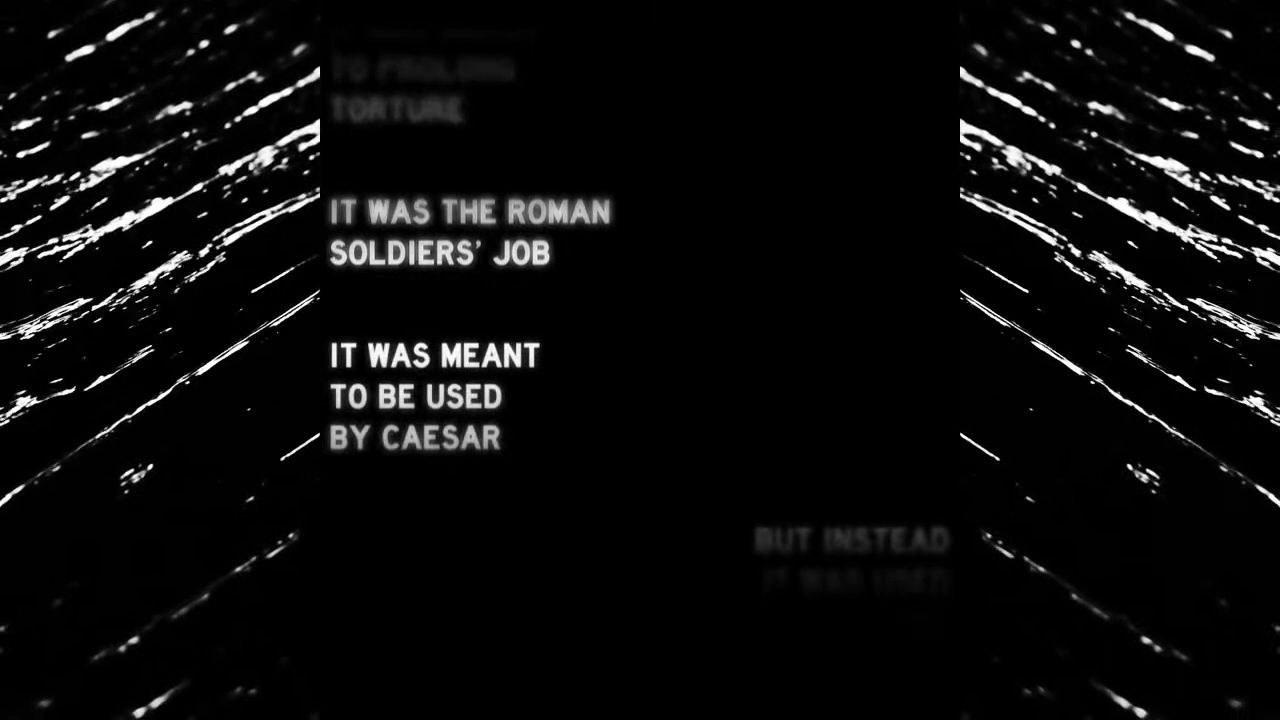 TO PROLONG
TORTURE
IT WAS THE ROMAN
SOLDIERS’ JOB
IT WAS MEANT
TO BE USED
BY CAESAR
BUT INSTEAD
IT WAS USED